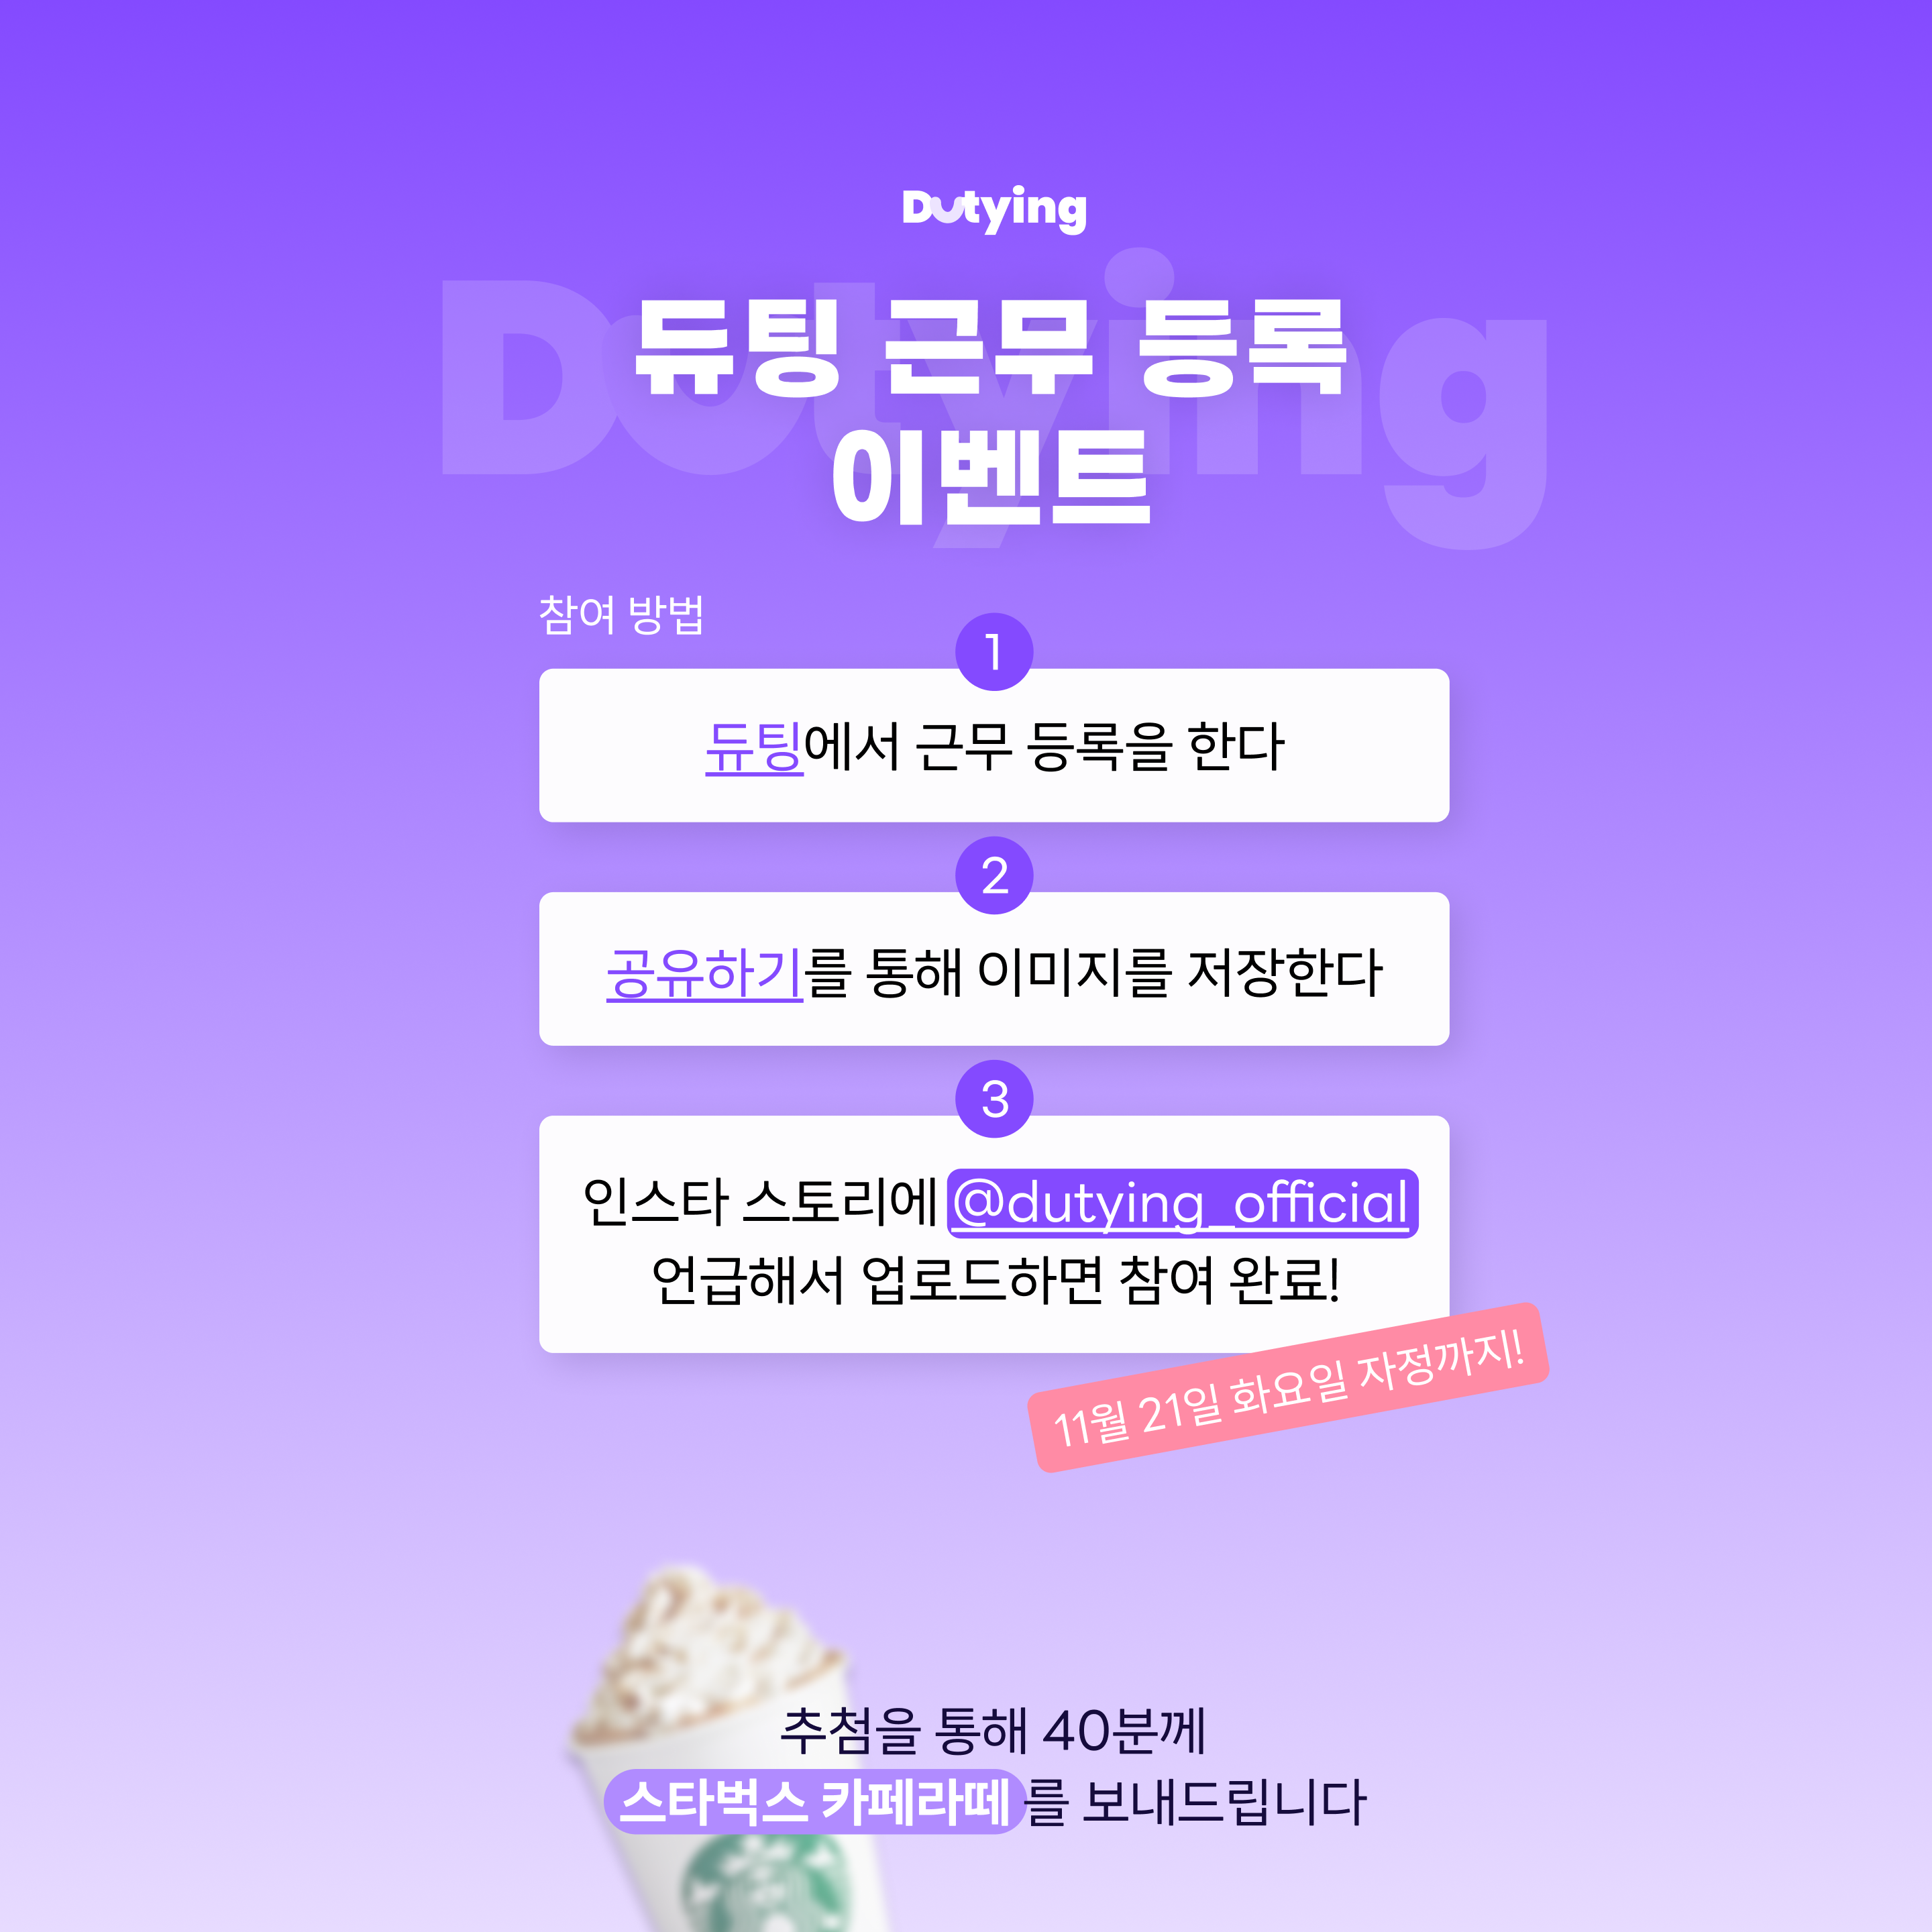 Dutying
Dutying
듀팅 근무 등록
이벤트
참여 방법
1
듀팅에서 근무 등록을 한다
2
공유하기를 통해 이미지를 저장한다
3
인스타 스토리에 @dutying_official
언급해서 업로드하면 참여 완료!
11월 21일 화요일 자정까지!
추첨을 통해 40분께
스타벅스 카페라떼를 보내드립니다